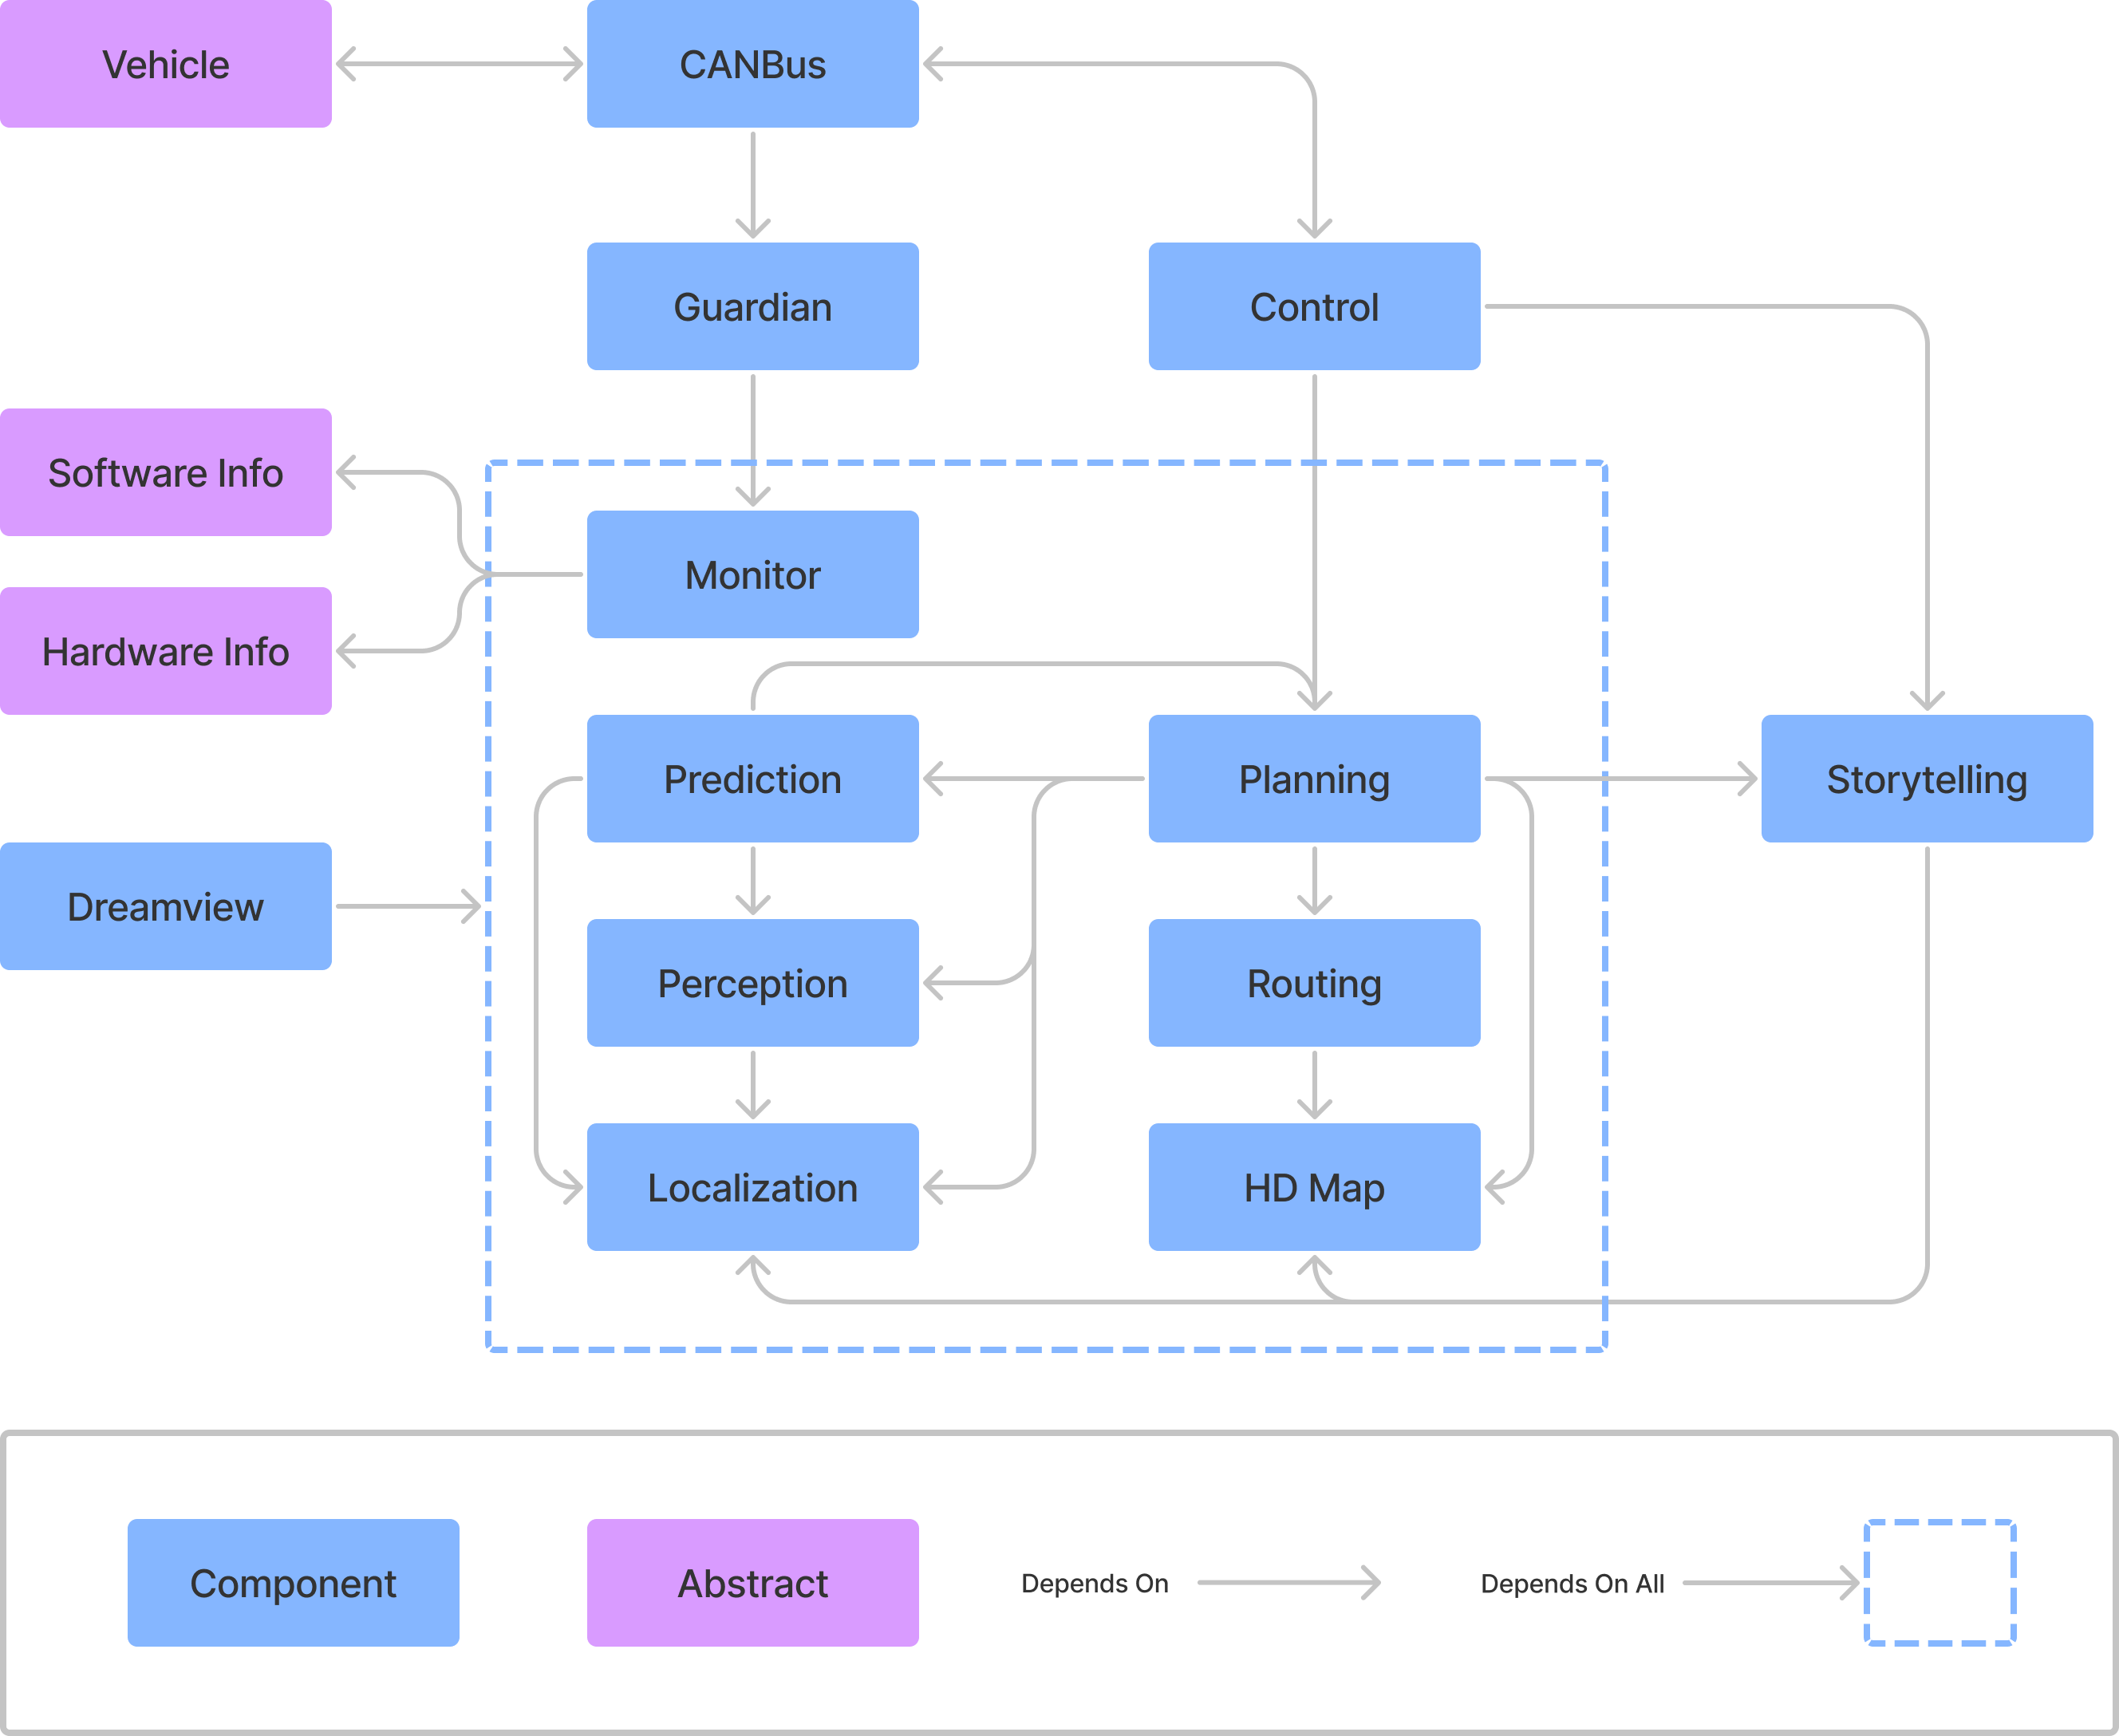 Vehicle
CANBus
Guardian
Control
Software Info
Monitor
Hardware Info
Prediction
Planning
Storytelling
Dreamview
Perception
Routing
Localization
HD Map
Component
Abstract
Depends On
Depends On All